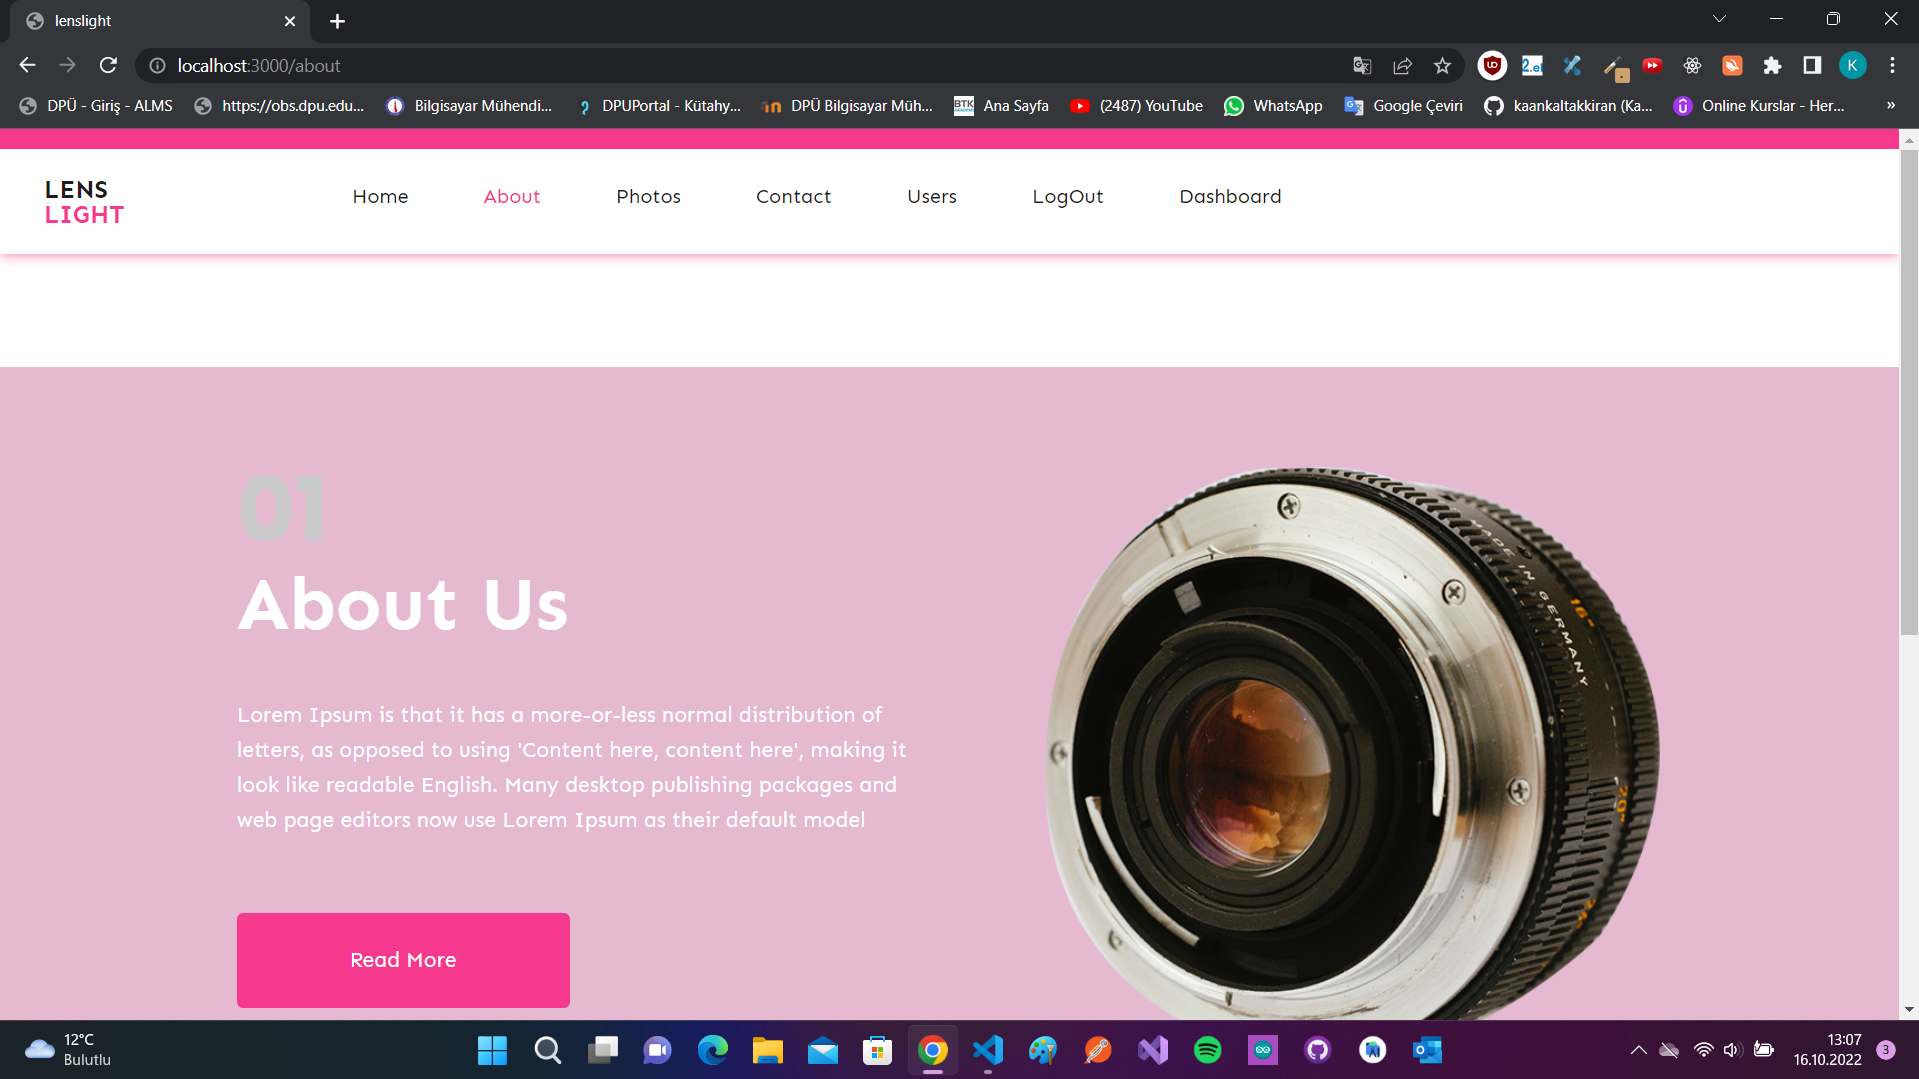 lenslight
localhost:3000/about
DPÜ - Giriş - ALMS
https://obs.dpu.edu...
Bilgisayar Mühendi...
DPUPortal - Kütahy...
DPÜ Bilgisayar Müh...
BTK
Ana Sayfa
(2487) YouTube
WhatsApp
Google Çeviri
kaankaltakkiran (Ka...
Online Kurslar - Her...
K
LENS
LIGHT
Home
About
Photos
Contact
Users
LogOut
Dashboard
01
About Us
Lorem Ipsum is that it has a more-or-less normal distribution of
letters, as opposed to using 'Content here, content here', making it
look like readable English. Many desktop publishing packages and
web page editors now use Lorem Ipsum as their default model
Read More
MADE IN GERMANY
12°C
Bulutlu
13:07
16.10.2022
3